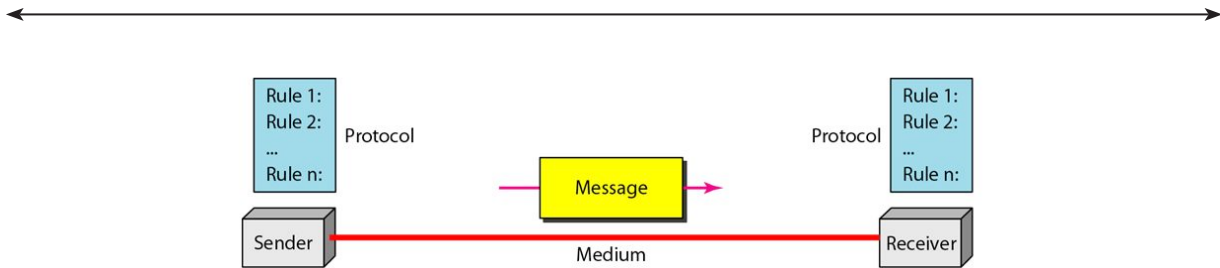 Rule 1:
Rule 2:
...
Rule n:
Protocol
Message
Protocol
Rule 1:
Rule 2:
...
Rule n:
Sender
Medium
Receiver